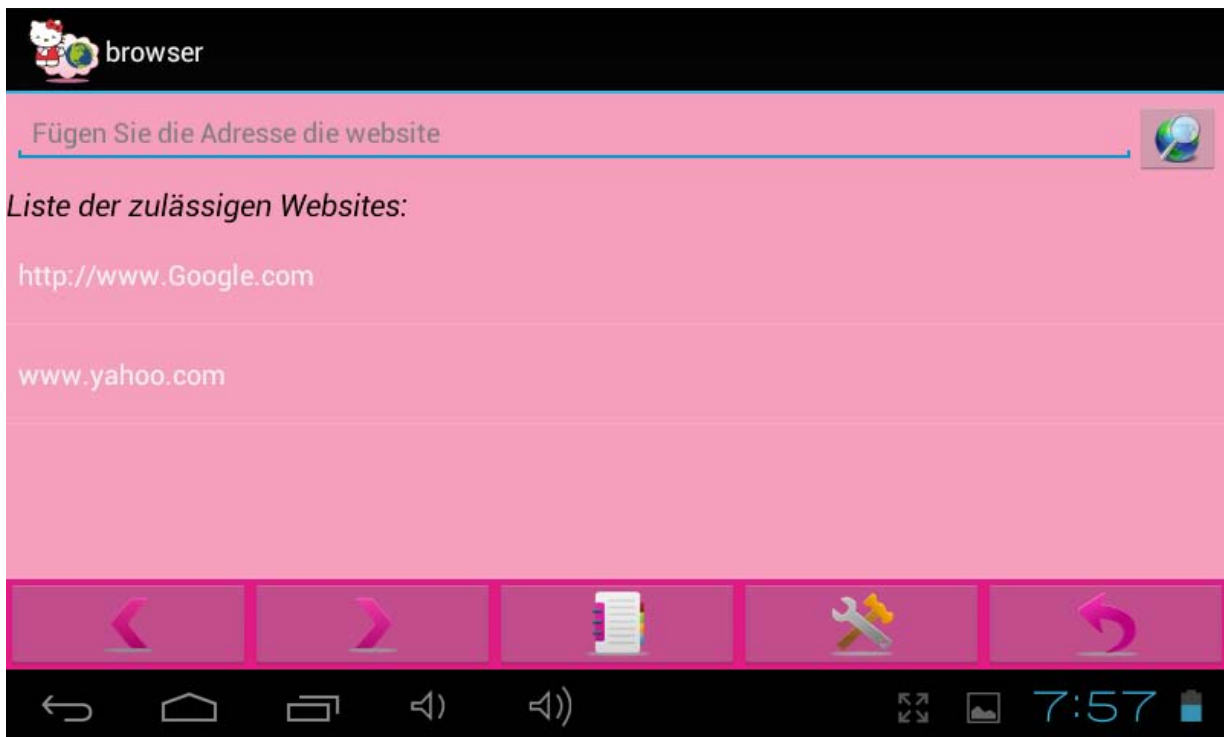 browser
Fügen Sie die Adresse die website
Liste der zulässigen Websites:
http://www.Google.com
www.yahoo.com
7:57